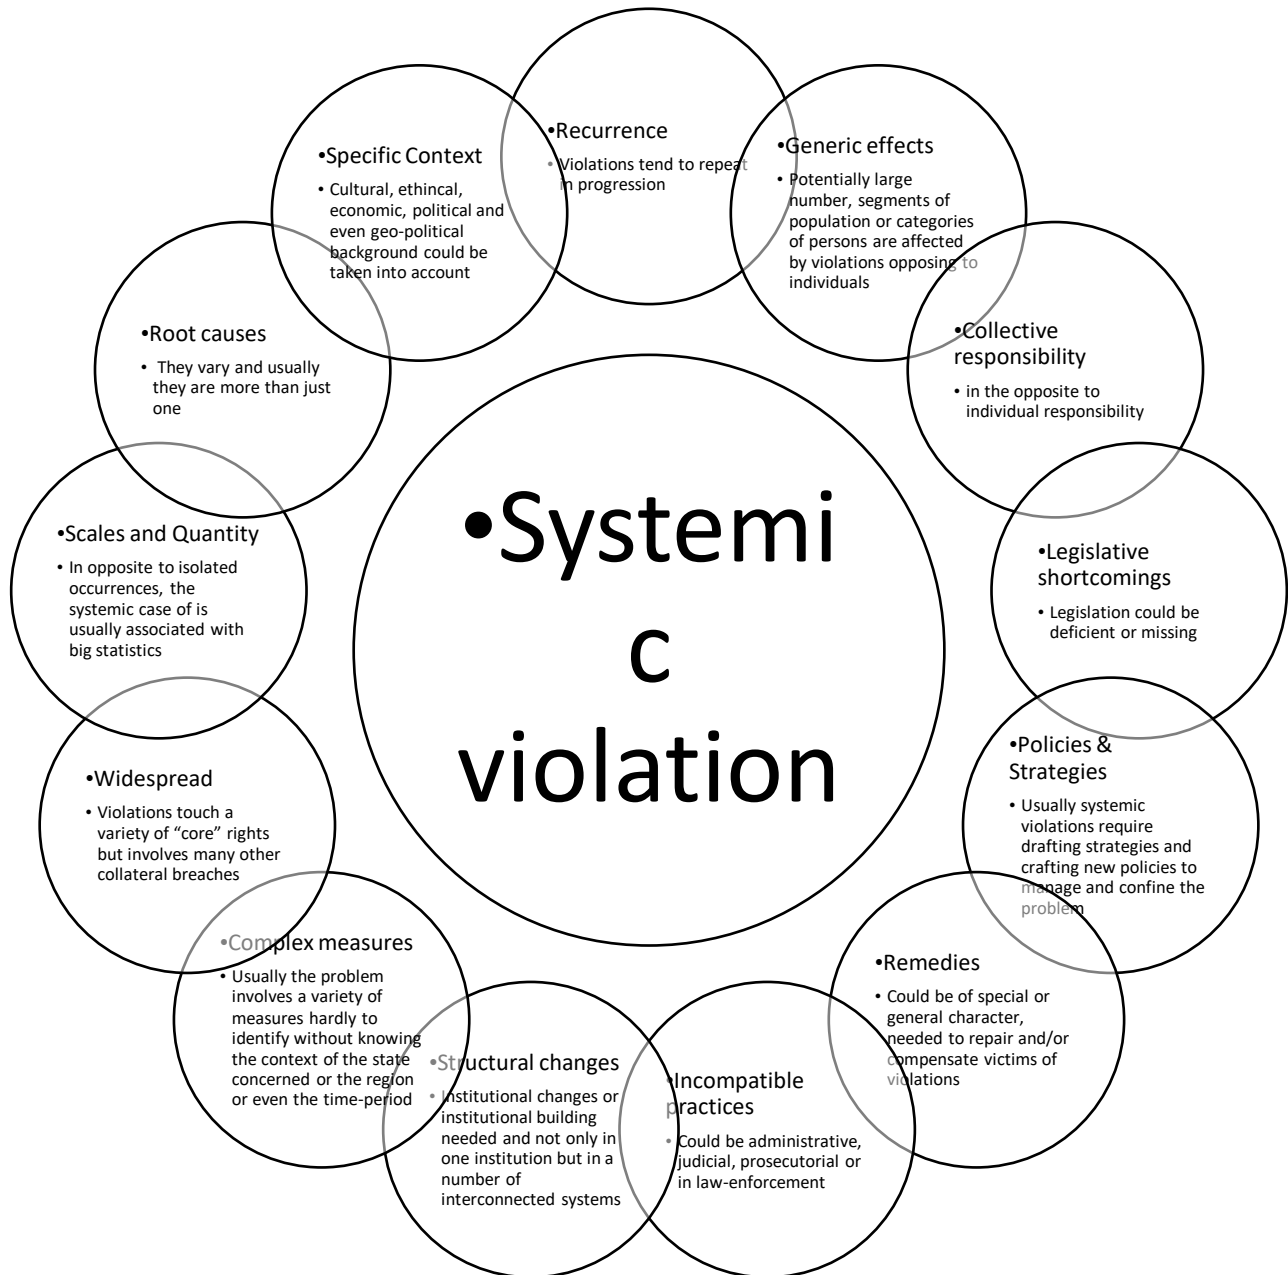 •Recurrence
• Violations tend to repeat
in progression
•Generic effects
• Potentially large
number, segments of
population or categories
of persons are affected
by violations opposing to
individuals
•Collective
responsibility
• in the opposite to
individual responsibility
•Legislative
shortcomings
• Legislation could be
deficient or missing
•Policies &
Strategies
• Usually systemic
violations require
drafting strategies and
crafting new policies to
manage and confine the
problem
•Remedies
• Could be of special or
general character,
needed to repair and/or
compensate victims of
violations
•Incompatible
practices
• Could be administrative,
judicial, prosecutorial or
in law-enforcement
•Structural changes
• Institutional changes or
institutional building
needed and not only in
one institution but in a
number of
interconnected systems
•Complex measures
• Usually the problem
involves a variety of
measures hardly to
identify without knowing
the context of the state
concerned or the region
or even the time-period
•Widespread
• Violations touch a
variety of “core” rights
but involves many other
collateral breaches
•Scales and Quantity
• In opposite to isolated
occurrences, the
systemic case of is
usually associated with
big statistics
•Root causes
• They vary and usually
they are more than just
one
•Specific Context
• Cultural, ethincal,
economic, political and
even geo-political
background could be
taken into account
•Systemi
c
violation